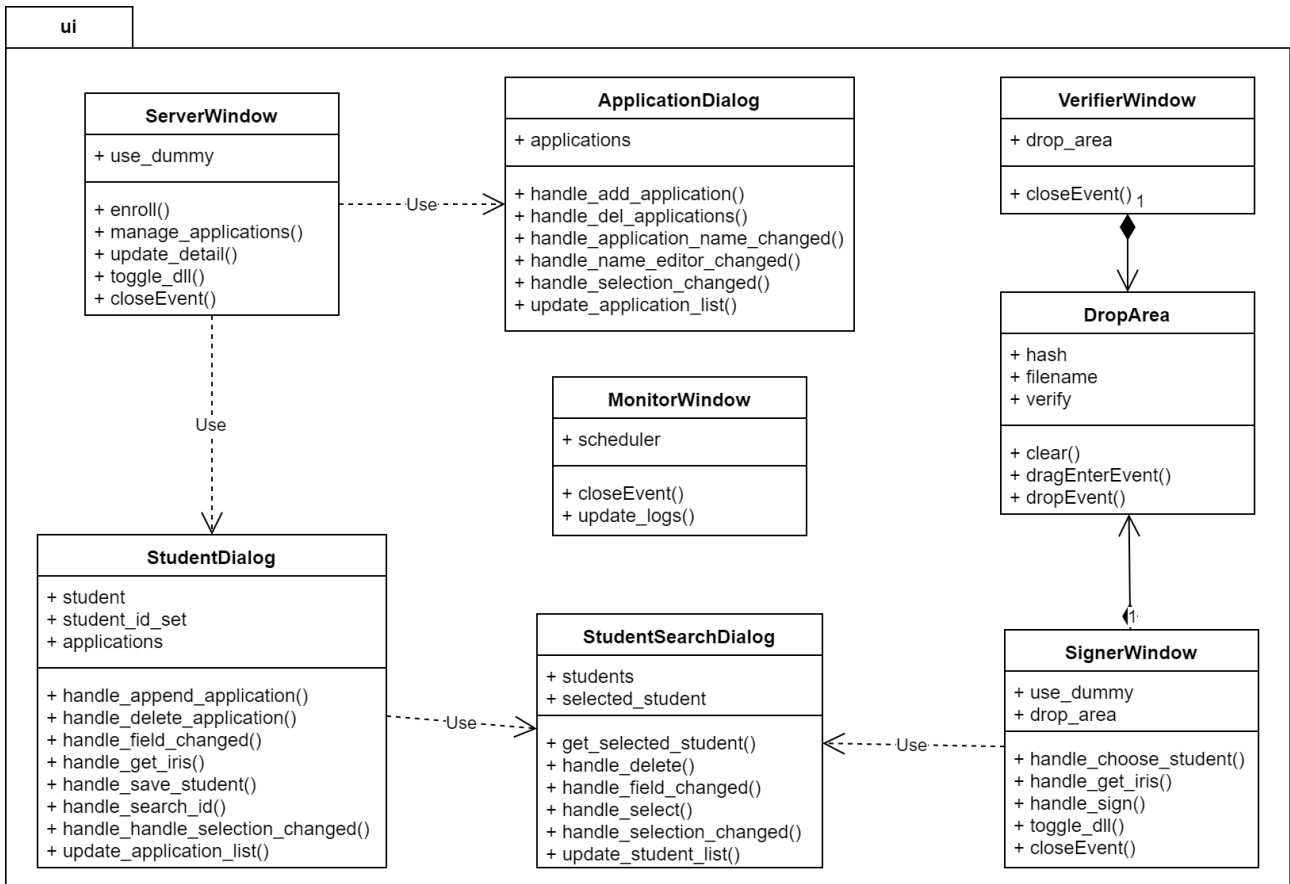 ui
ServerWindow
+ use_dummy
+ enroll()
+ manage_applications()
+ update_detail()
+ toggle_dll()
+ closeEvent()
Use
ApplicationDialog
+ applications
+ handle_add_application()
+ handle_del_applications()
+ handle_application_name_changed()
+ handle_name_editor_changed()
+ handle_selection_changed()
+ update_application_list()
VerifierWindow
+ drop_area
+ closeEvent()
1
DropArea
+ hash
+ filename
+ verify
+ clear()
+ dragEnterEvent()
+ dropEvent()
Use
MonitorWindow
+ scheduler
+ closeEvent()
+ update_logs()
StudentDialog
+ student
+ student_id_set
+ applications
+ handle_append_application()
+ handle_delete_application()
+ handle_field_changed()
+ handle_get_iris()
+ handle_save_student()
+ handle_search_id()
+ handle_handle_selection_changed()
+ update_application_list()
Use
StudentSearchDialog
+ students
+ selected_student
+ get_selected_student()
+ handle_delete()
+ handle_field_changed()
+ handle_select()
+ handle_selection_changed()
+ update_student_list()
Use
1
SignerWindow
+ use_dummy
+ drop_area
+ handle_choose_student()
+ handle_get_iris()
+ handle_sign()
+ toggle_dll()
+ closeEvent()